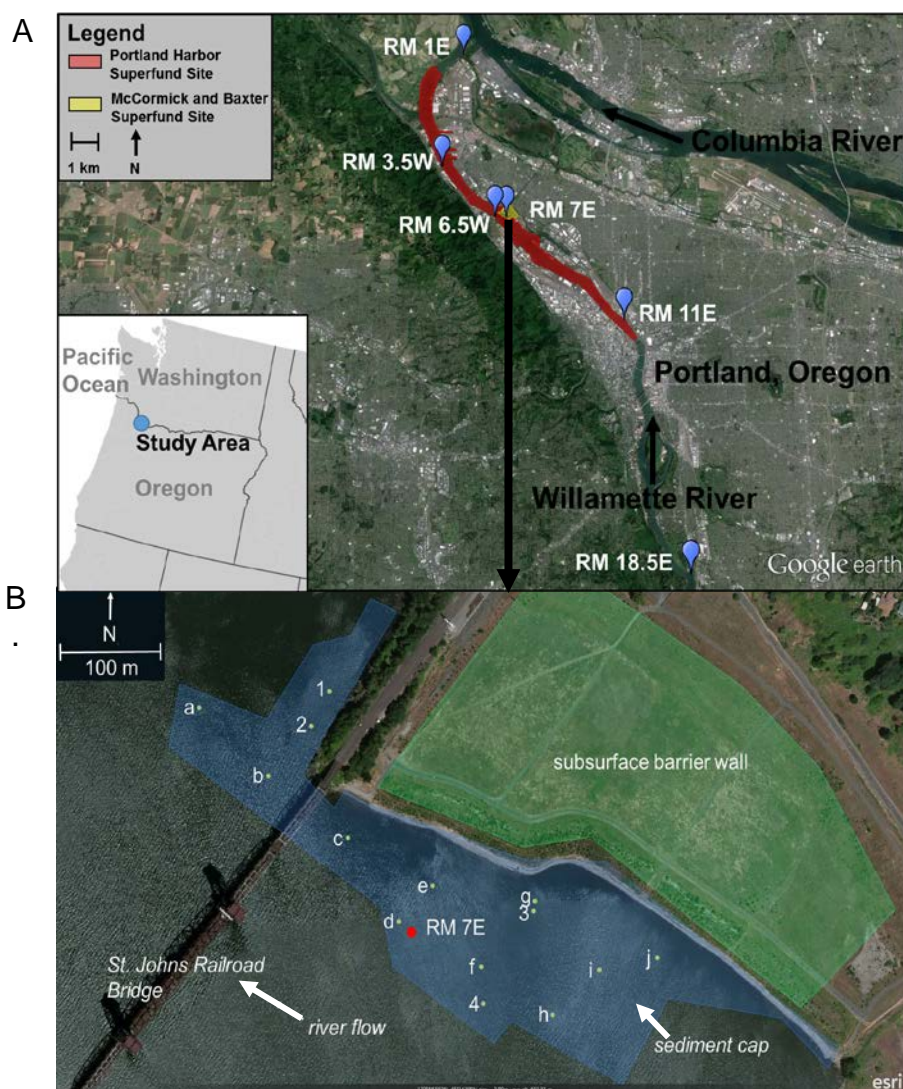 A
Legend
Portland Harbor
Superfund Site
McCormick and Baxter
Superfund Site
1 km
N
RM 1E
Columbia River
RM 3.5W
RM 7E
RM 6.5W
RM 11E
Portland, Oregon
Willamette River
RM 18.5E
Google earth
Pacific
Ocean
Washington
Study Area
Oregon
B
.
N
100 m
1
a
2
b
subsurface barrier wall
c
e
g
3
d
RM 7E
j
f
i
St. Johns Railroad
Bridge
4
h
river flow
sediment cap
esri